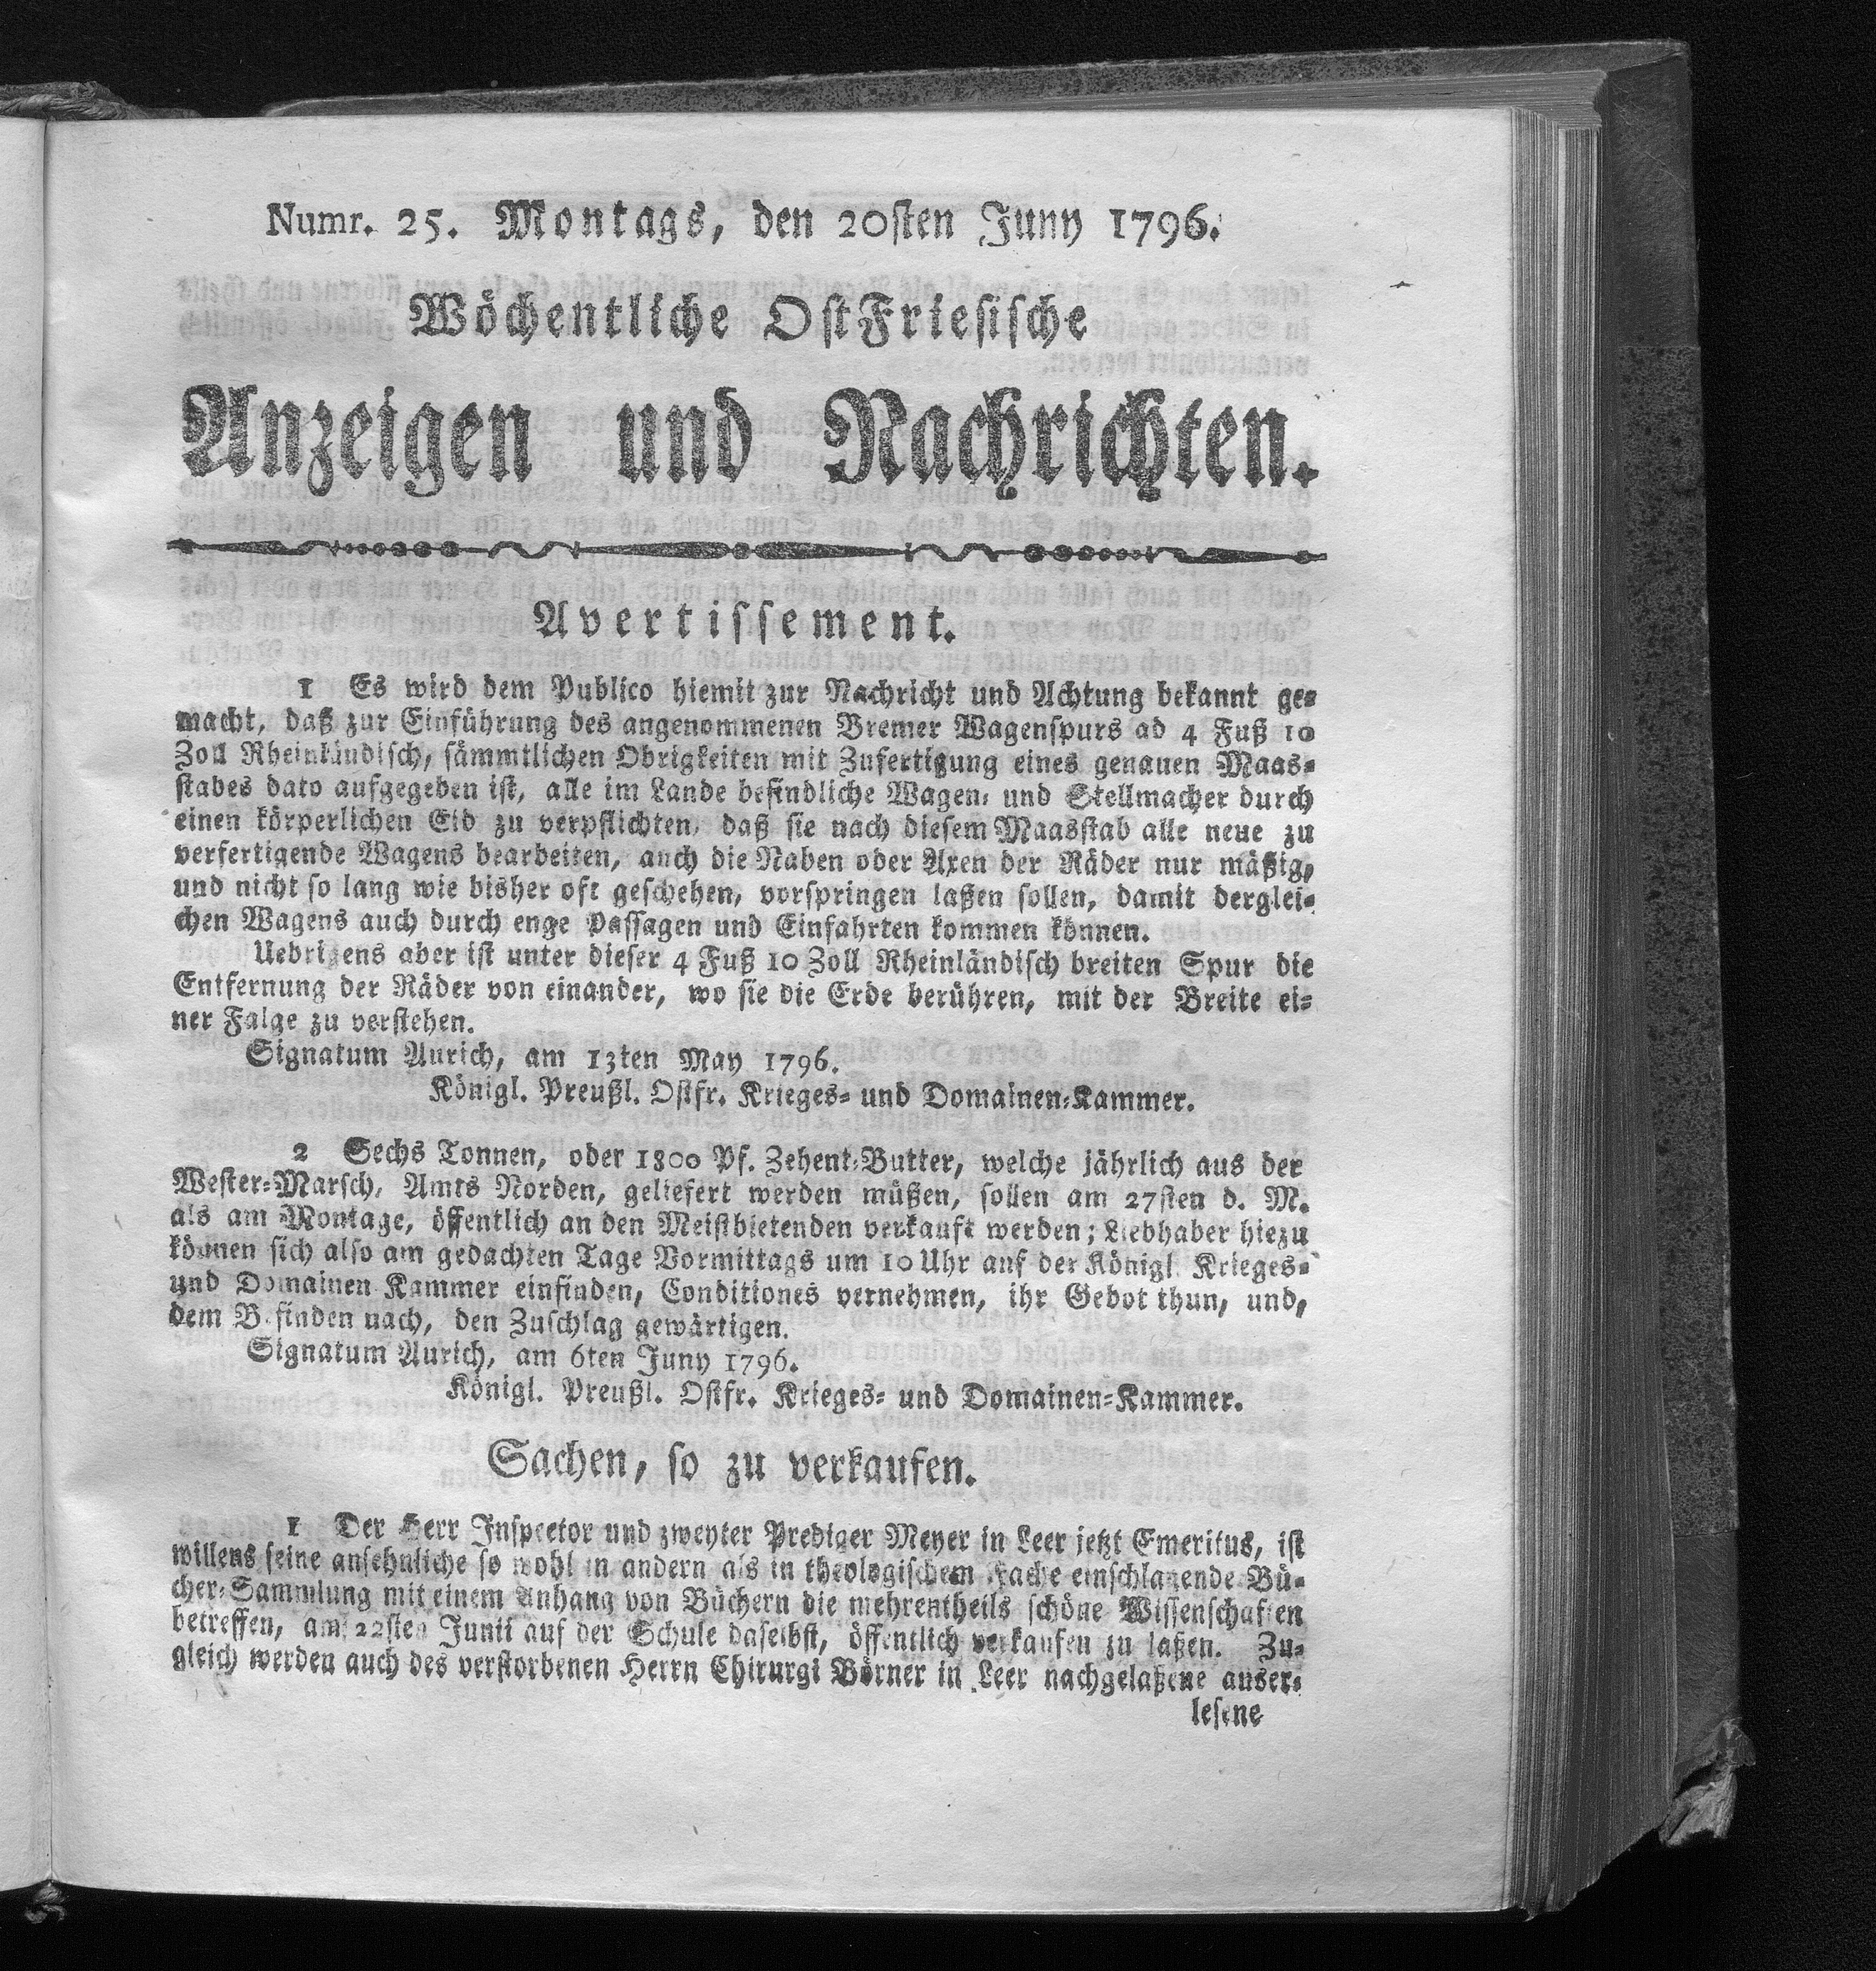 Numr. 25. Montags, den 20sten Juny 1796.
Wöchentliche OstFriesische
Anzeigen und Nachrichten.
Avertissement.
1 Es wird dem Publico hiemit zur Nachricht und Achtung bekannt ge-
macht, daß zur Einführung des angenommenen Bremer Wagenspurs ad 4 Fuß 10
Zoll Rheinländisch, sämmtlichen Obrigkeiten mit Zufertigung eines genauen Maas-
stabes dato aufgegeben ist, alle im Lande befindliche Wagen- und Stellmacher durch
einen körperlichen Eid zu verpflichten, daß sie nach diesem Maasstab alle neue zu
verfertigende Wagens bearbeiten, auch die Naben oder Axen der Räder nur mäßig,
und nicht so lang wie bisher oft geschehen, vorspringen laßen sollen, damit derglei-
chen Wagens auch durch enge Passagen und Einfahrten kommen können.
Uebrigens aber ist unter dieser 4 Fuß 10 Zoll Rheinländisch breiten Spur die
Entfernung der Räder von einander, wo sie die Erde berühren, mit der Breite ei-
ner Falge zu verstehen.
Signatum Aurich, am 13ten May 1796.
Königl. Preußl. Ostfr. Krieges- und Domainen-Kammer.
2 Sechs Tonnen, oder 1800 Pf. Zehent-Butter, welche jährlich aus der
Wester-Marsch, Amts Norden, geliefert werden müßen, sollen am 27sten d. M.
als am Montage, öffentlich an den Meistbietenden verkauft werden; Liebhaber hiezu
können sich also am gedachten Tage Vormittags um 10 Uhr auf der Königl. Krieges-
und Domainen Kammer einfinden, Conditiones vernehmen, ihr Gebot thun, und,
dem Befinden nach, den Zuschlag gewärtigen.
Signatum Aurich, am 6ten Juny 1796.
Königl. Preußl. Ostfr. Krieges- und Domainen-Kammer.
Sachen, so zu verkaufen.
1 Der Herr Inspector und zweyter Prediger Meyer in Leer jetzt Emeritus, ist
willens seine ansehnliche so wohl in andern als in theologischem Fache einschlagende Bü-
cher-Sammlung mit einem Anhang von Büchern die mehrentheils schöne Wissenschaften
betreffen, am 22sten Junii auf der Schule daselbst, öffentlich verkaufen zu laßen. Zu-
gleich werden auch des verstorbenen Herrn Chirurgi Börner in Leer nachgelaßene auser-
lesene